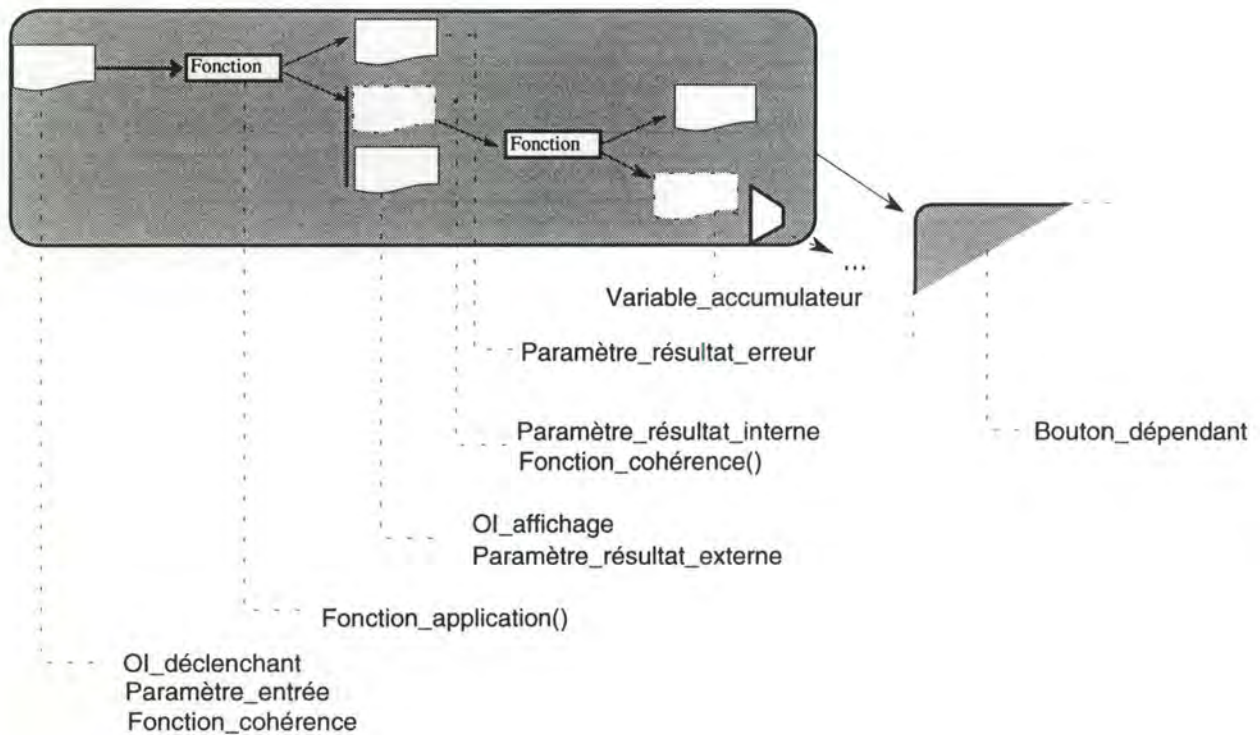 Fonction
Fonction
...
Variable_accumulateur
Paramètre_résultat_erreur
Paramètre_résultat_interne
Fonction_cohérence()
Bouton_dépendant
OI_affichage
Paramètre_résultat_externe
Fonction_application()
OI_déclenchant
Paramètre_entrée
Fonction_cohérence